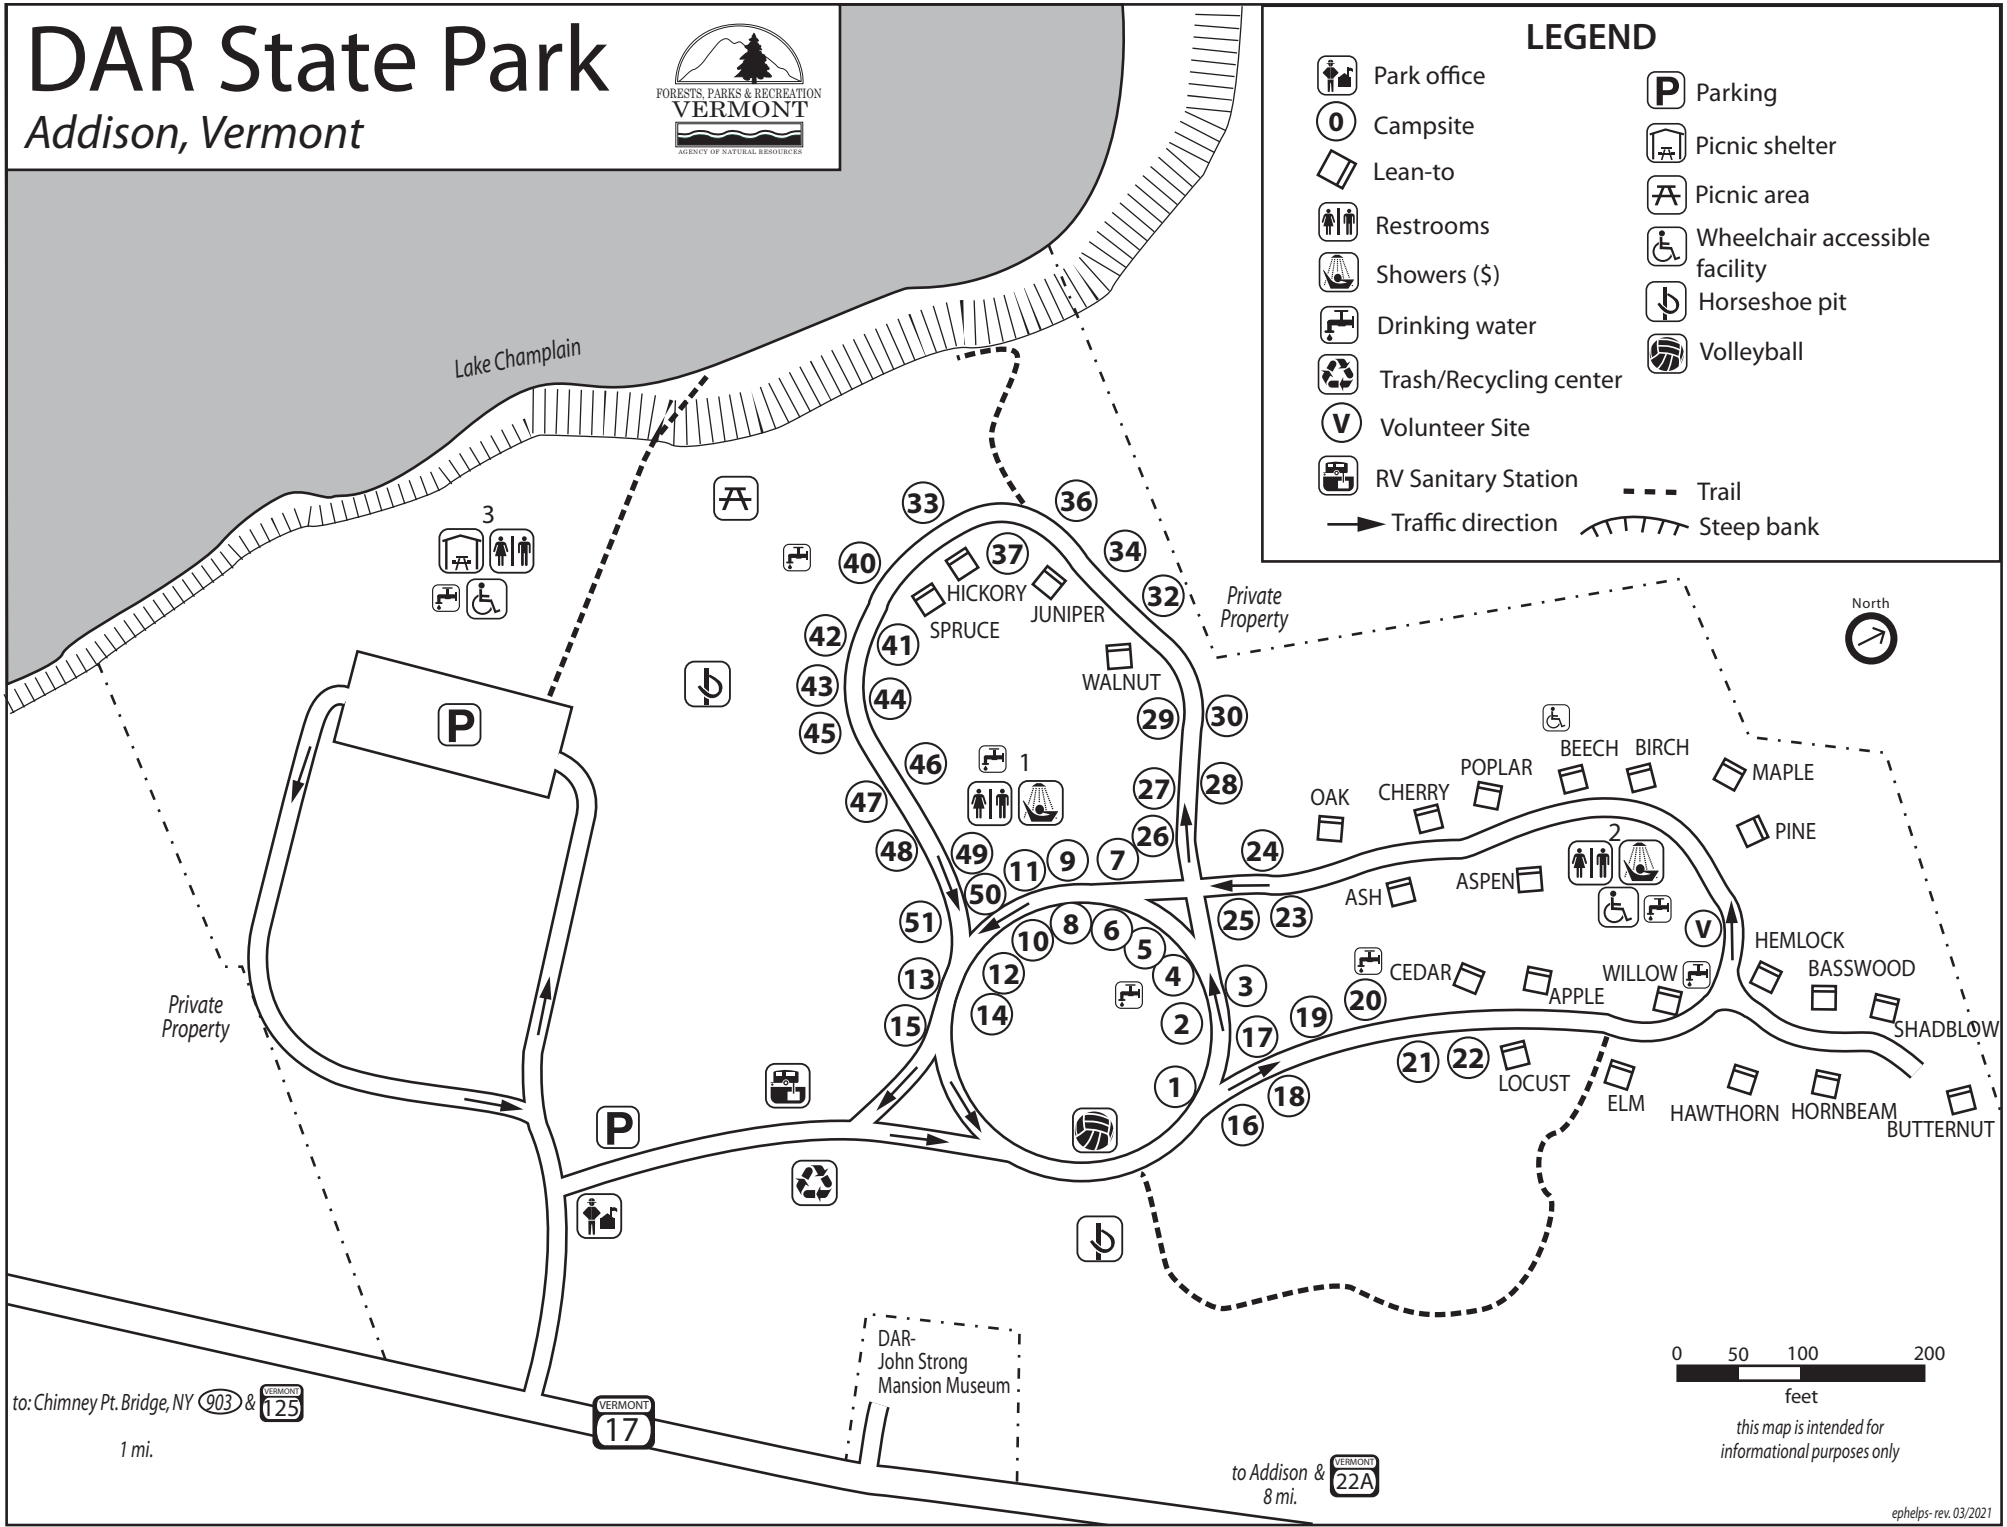 DAR State Park
Addison, Vermont
FORESTS, PARKS & RECREATION
VERMONT
AGENCY OF NATURAL RESOURCES
LEGEND
Park office
0
Campsite
Lean-to
Restrooms
Showers ($)
Drinking water
Trash/Recycling center
V
Volunteer Site
RV Sanitary Station
Traffic direction
P
Parking
Picnic shelter
Picnic area
Wheelchair accessible
facility
Horseshoe pit
Volleyball
Trail
Steep bank
Lake Champlain
3
33
36
37
34
40
HICKORY
JUNIPER
32
SPRUCE
Private
Property
North
42
41
WALNUT
43
44
45
29
30
P
46
1
47
27
28
26
48
49
11
9
7
24
50
51
10
8
6
5
4
25
23
13
12
3
15
14
2
17
19
20
1
18
16
21
22
OAK
CHERRY
POPLAR
BEECH
BIRCH
MAPLE
PINE
2
ASH
ASPEN
V
HEMLOCK
CEDAR
WILLOW
BASSWOOD
APPLE
SHADBLOW
LOCUST
ELM
HAWTHORN
HORNBEAM
BUTTERNUT
Private
Property
P
DAR-
John Strong
Mansion Museum
to: Chimney Pt. Bridge, NY 903 & VERMONT 125
1 mi.
VERMONT
17
to Addison & VERMONT 22A
8 mi.
0 50 100 200
feet
this map is intended for
informational purposes only
ephelps- rev. 03/2021